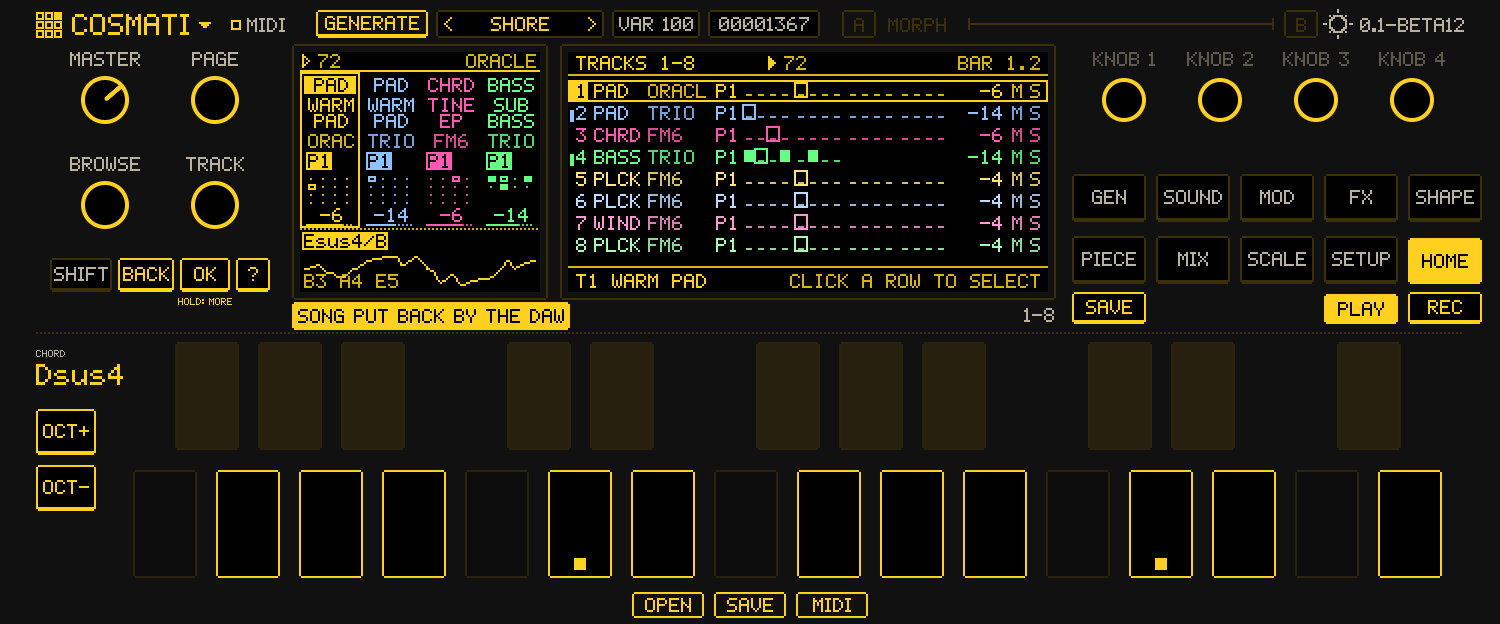 COSMATI MIDI GENERATE < SHORE > VAR 100 00001367 A MORPH B 0.1-BETA12
MASTER PAGE
BROWSE TRACK
SHIFT BACK OK ?
HOLD: MORE
72 ORACLE
PAD PAD CHRD BASS
WARM WARM TINE SUB
PAD PAD EP BASS
ORAC TRIO FM6 TRIO
P1 P1 P1 P1
-6 -14 -6 -14
Esus4/B
B3 A4 E5
SONG PUT BACK BY THE DAW
TRACKS 1-8 72 BAR 1.2
1 PAD ORACL P1 -6 M S
2 PAD TRIO P1 -14 M S
3 CHRD FM6 P1 -6 M S
4 BASS TRIO P1 -14 M S
5 PLCK FM6 P1 -4 M S
6 PLCK FM6 P1 -4 M S
7 WIND FM6 P1 -4 M S
8 PLCK FM6 P1 -4 M S
T1 WARM PAD CLICK A ROW TO SELECT
1-8
KNOB 1 KNOB 2 KNOB 3 KNOB 4
GEN SOUND MOD FX SHAPE
PIECE MIX SCALE SETUP HOME
SAVE PLAY REC
CHORD
Dsus4
OCT+
OCT-
OPEN SAVE MIDI